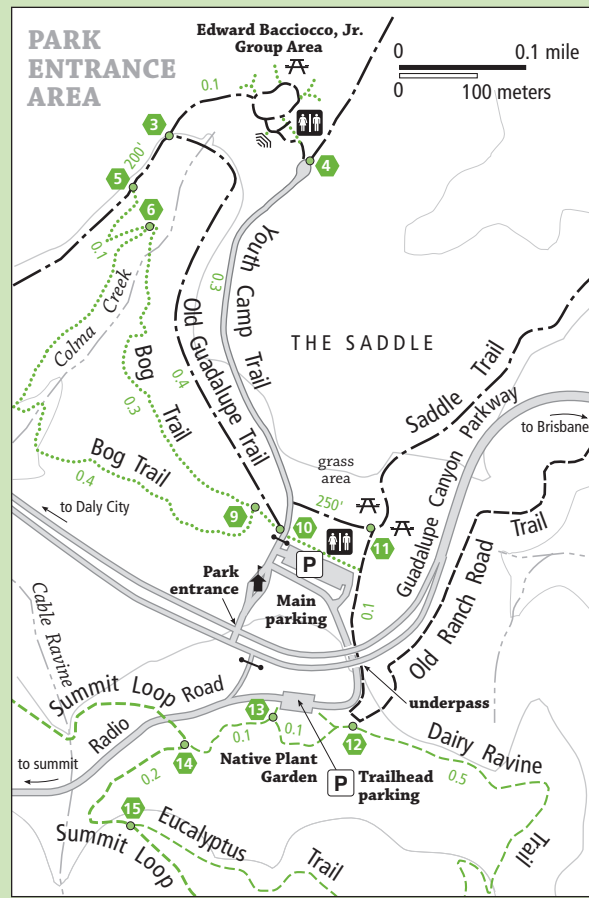 PARK
ENTRANCE
AREA
Edward Bacciocco, Jr.
Group Area
0 0.1 mile
0 100 meters
0.1
3
4
200'
5
6
0.1
Colma Creek
Youth Camp Trail
0.3
Old Guadalupe Trail
0.4
THE SADDLE
Bog Trail
0.3
Saddle Trail
Guadalupe Canyon Parkway
to Brisbane
Bog Trail
0.4
grass
area
250'
to Daly City
9
10
11
P
Park
entrance
Main
parking
0.1
Old Ranch Road Trail
Cable Ravine
underpass
Summit Loop Road
Radio
13
12
0.1
0.1
14
Native Plant
Garden
P
Trailhead
parking
Dairy Ravine Trail
0.5
to summit
0.2
15
Eucalyptus Trail
Summit Loop